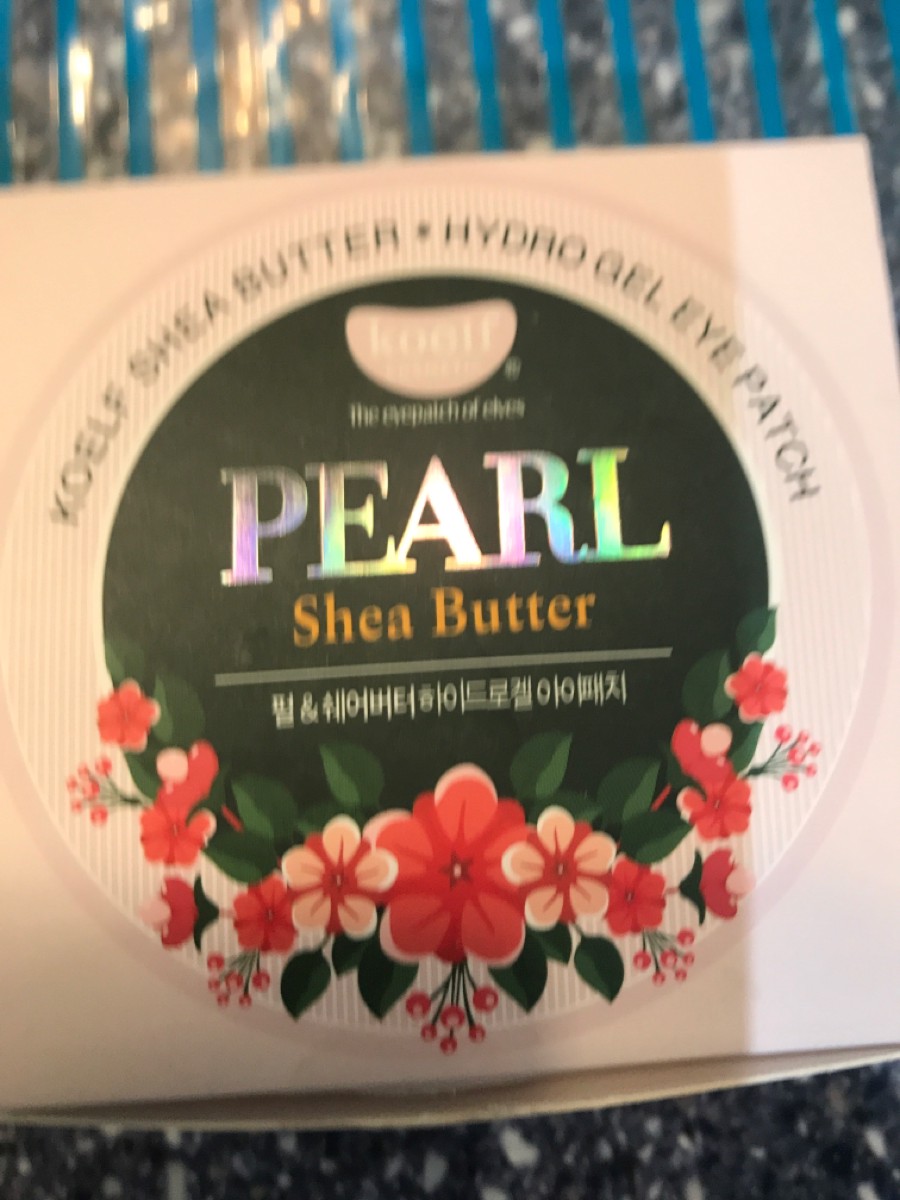 KOELF SHEA BUTTER • HYDRO GEL EYE PATCH
koelf
The eyepatch of elves
PEARL
Shea Butter
펄 & 쉐어버터 하이드로겔 아이패치